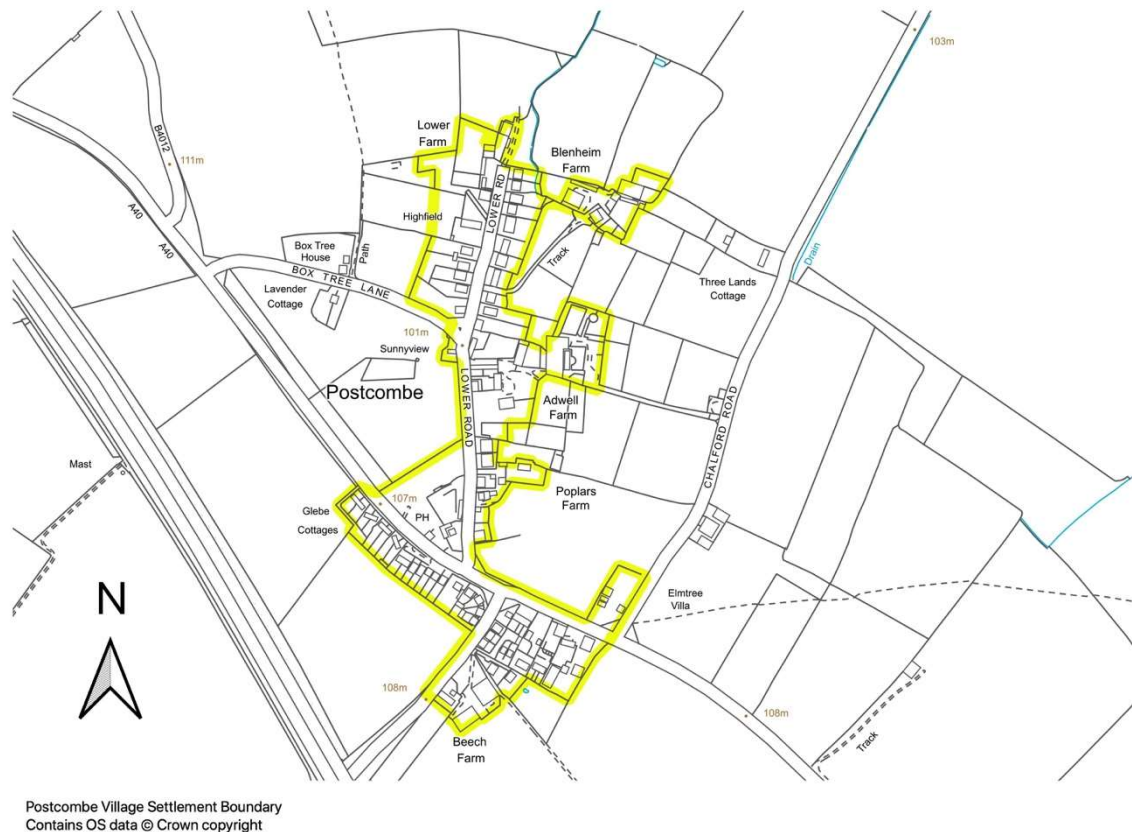 103m
B4012
Lower
Farm
Blenheim
Farm
111m
A40
LOWER RD
Highfield
A40
Path
Track
Drain
Box Tree
House
BOX TREE LANE
Three Lands
Cottage
Lavender
Cottage
101m
Sunnyview
Postcombe
LOWER ROAD
Adwell
Farm
CHALFORD ROAD
Mast
Poplars
Farm
107m
Glebe
Cottages
PH
N
Elmtree
Villa
108m
108m
Beech
Farm
Track
Postcombe Village Settlement Boundary
Contains OS data © Crown copyright